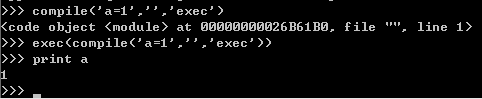 >>> compile('a=1','','exec')
<code object <module> at 00000000026B61B0, file "", line 1>
>>> exec(compile('a=1','','exec'))
>>> print a
1
>>>